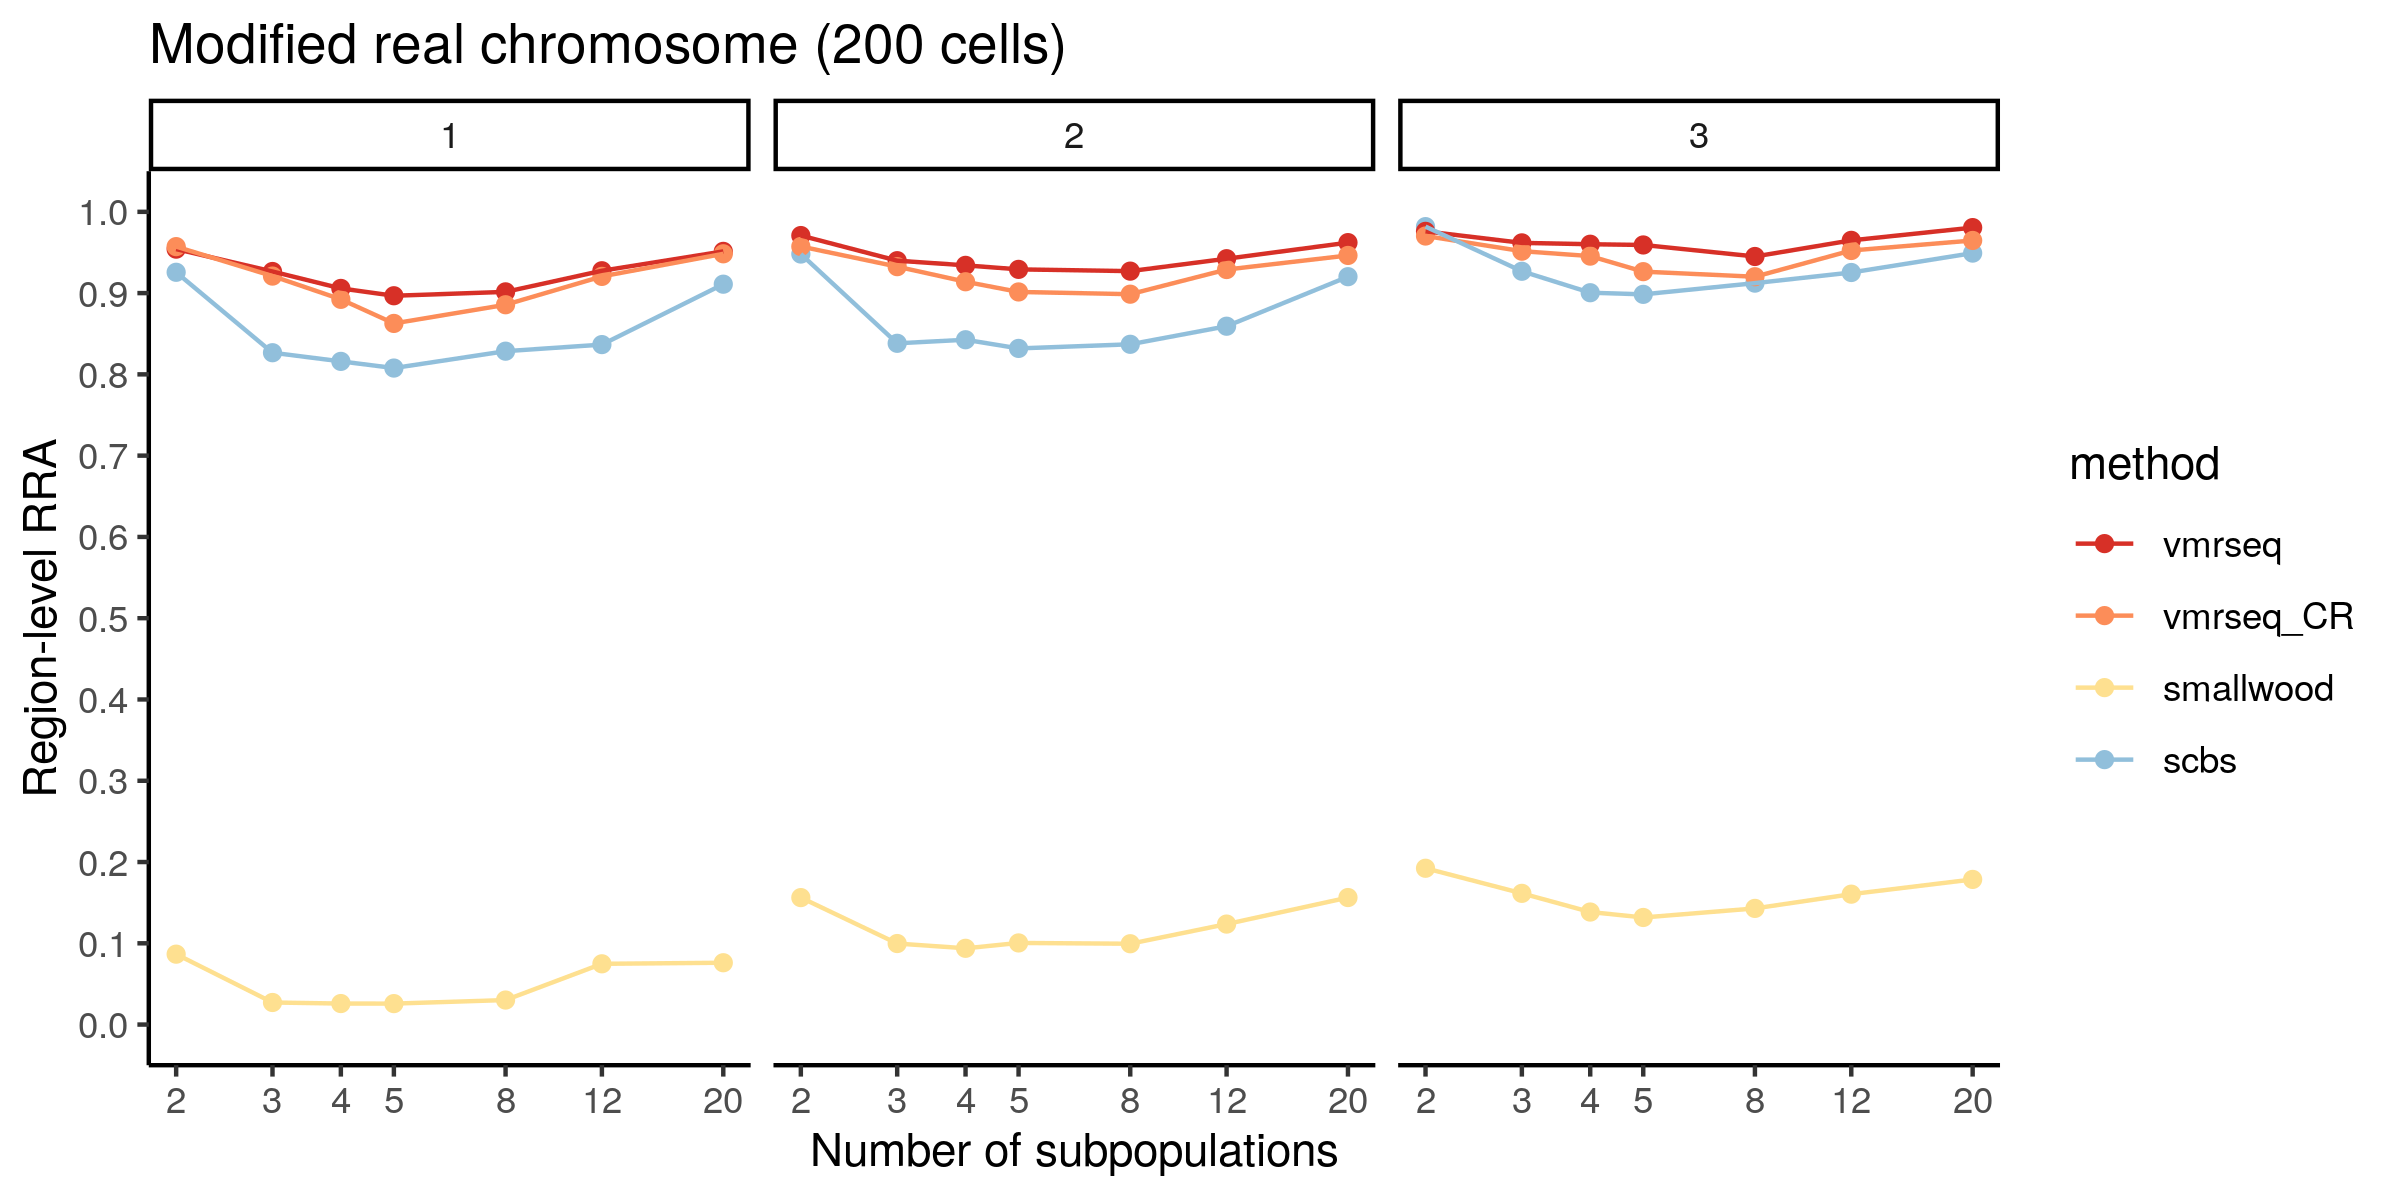 Modified real chromosome (200 cells)
1 2 3
1.0
0.9
0.8
0.7
0.6
0.5
0.4
0.3
0.2
0.1
0.0
Region-level RRA
2 3 4 5 8 12 20 2 3 4 5 8 12 20 2 3 4 5 8 12 20
Number of subpopulations
method
vmrseq
vmrseq_CR
smallwood
scbs